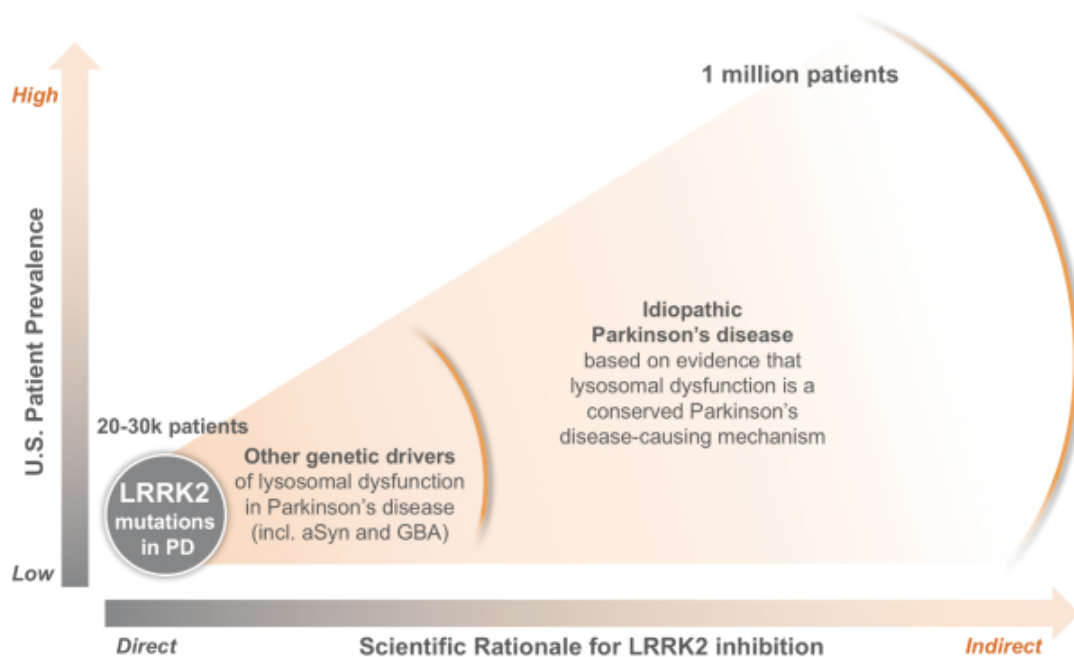 1 million patients
High
U.S. Patient Prevalence
Idiopathic
Parkinson's disease
based on evidence that
lysosomal dysfunction is a
conserved Parkinson's
disease-causing mechanism
20-30k patients
Other genetic drivers
of lysosomal dysfunction
in Parkinson's disease
(incl. aSyn and GBA)
LRRK2
mutations
in PD
Low
Direct
Scientific Rationale for LRRK2 inhibition
Indirect